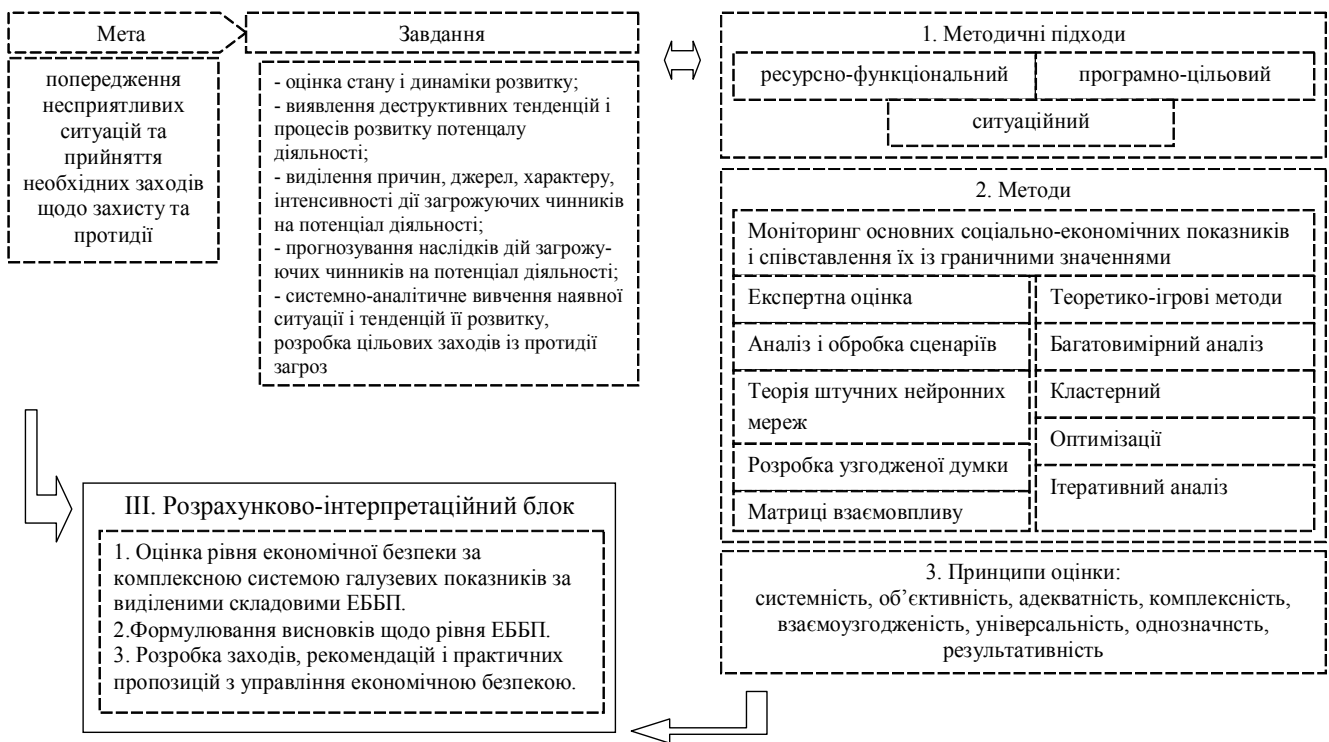 Мета
попередження
несприятливих
ситуацій та
прийняття
необхідних заходів
щодо захисту та
протидії
Завдання
- оцінка стану і динаміки розвитку;
- виявлення деструктивних тенденцій і
процесів розвитку потенцалу
діяльності;
- виділення причин, джерел, характеру,
інтенсивності дії загрожуючих чинників
на потенціал діяльності;
- прогнозування наслідків дій загрожу-
ючих чинників на потенціал діяльності;
- системно-аналітичне вивчення наявної
ситуації і тенденцій її розвитку,
розробка цільових заходів із протидії
загроз
1. Методичні підходи
ресурсно-функціональний
програмно-цільовий
ситуаційний
2. Методи
Моніторинг основних соціально-економічних показників
і співставлення їх із граничними значеннями
Експертна оцінка
Аналіз і обробка сценаріїв
Теорія штучних нейронних
мереж
Розробка узгодженої думки
Матриці взаємовпливу
Теоретико-ігрові методи
Багатовимірний аналіз
Кластерний
Оптимізації
Ітеративний аналіз
3. Принципи оцінки:
системність, об’єктивність, адекватність, комплексність,
взаємоузгодженість, універсальність, однозначнсть,
результативність
ІІІ. Розрахунково-інтерпретаційний блок
1. Оцінка рівня економічної безпеки за
комплексною системою галузевих показників за
виділеними складовими ЕББП.
2.Формулювання висновків щодо рівня ЕББП.
3. Розробка заходів, рекомендацій і практичних
пропозицій з управління економічною безпекою.